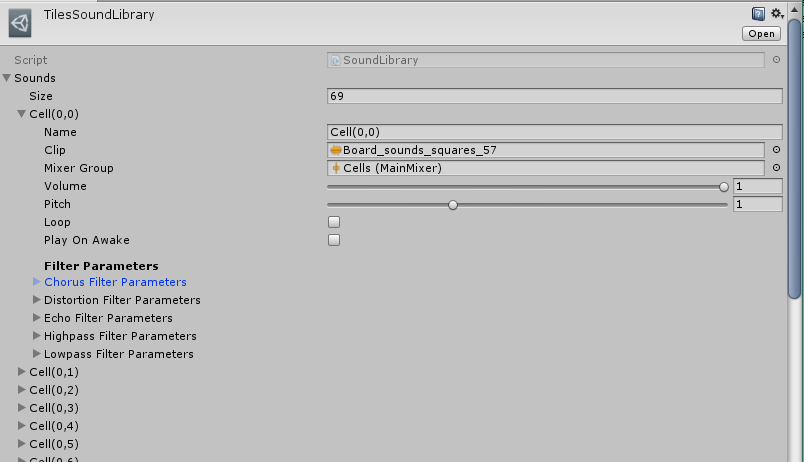 TilesSoundLibrary
Open
Script SoundLibrary
Sounds
Size 69
Cell(0,0)
Name Cell(0,0)
Clip Board_sounds_squares_57
Mixer Group Cells (MainMixer)
Volume 1
Pitch 1
Loop
Play On Awake
Filter Parameters
Chorus Filter Parameters
Distortion Filter Parameters
Echo Filter Parameters
Highpass Filter Parameters
Lowpass Filter Parameters
Cell(0,1)
Cell(0,2)
Cell(0,3)
Cell(0,4)
Cell(0,5)
Cell(0,6)